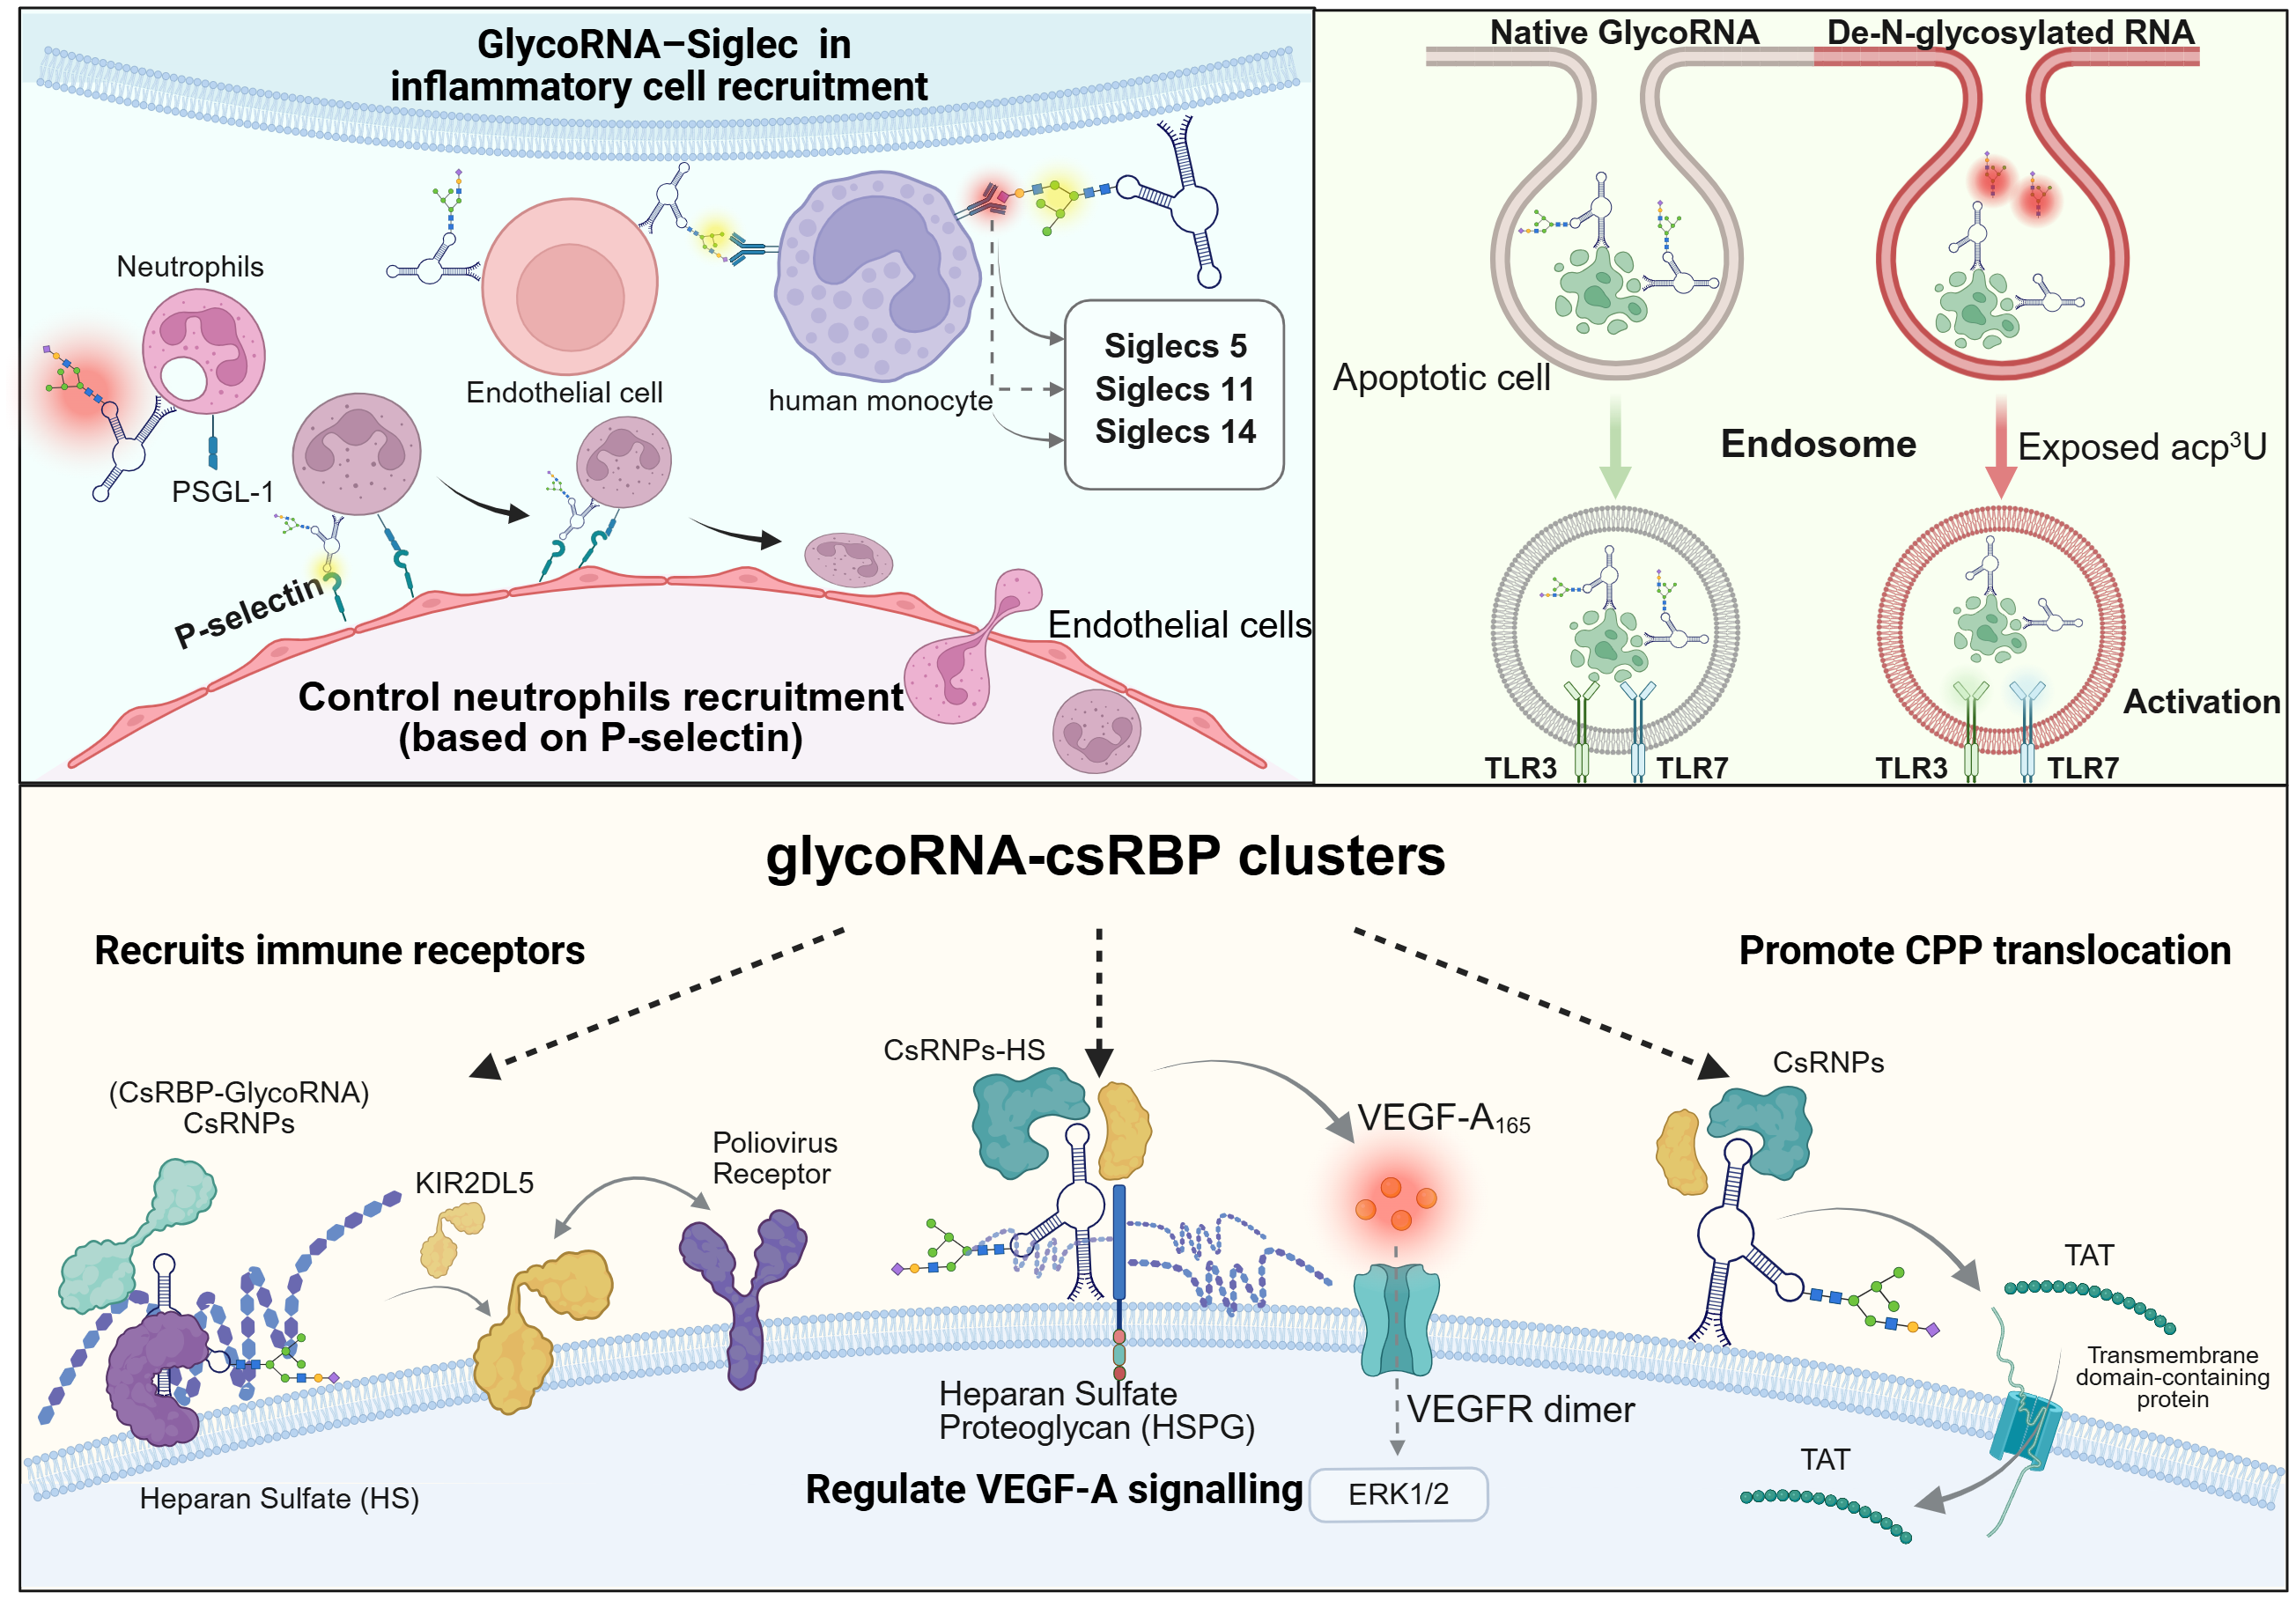 GlycoRNA–Siglec in
inflammatory cell recruitment
Neutrophils
PSGL-1
Endothelial cell
human monocyte
Siglecs 5
Siglecs 11
Siglecs 14
P-selectin
Endothelial cells
Control neutrophils recruitment
(based on P-selectin)
Native GlycoRNA
De-N-glycosylated RNA
Apoptotic cell
Endosome
Exposed acp³U
Activation
TLR3
TLR7
TLR3
TLR7
glycoRNA-csRBP clusters
Recruits immune receptors
Promote CPP translocation
(CsRBP-GlycoRNA)
CsRNPs
KIR2DL5
Poliovirus
Receptor
Heparan Sulfate (HS)
CsRNPs-HS
VEGF-A₁₆₅
Heparan Sulfate
Proteoglycan (HSPG)
VEGFR dimer
Regulate VEGF-A signalling
ERK1/2
CsRNPs
TAT
Transmembrane
domain-containing
protein
TAT